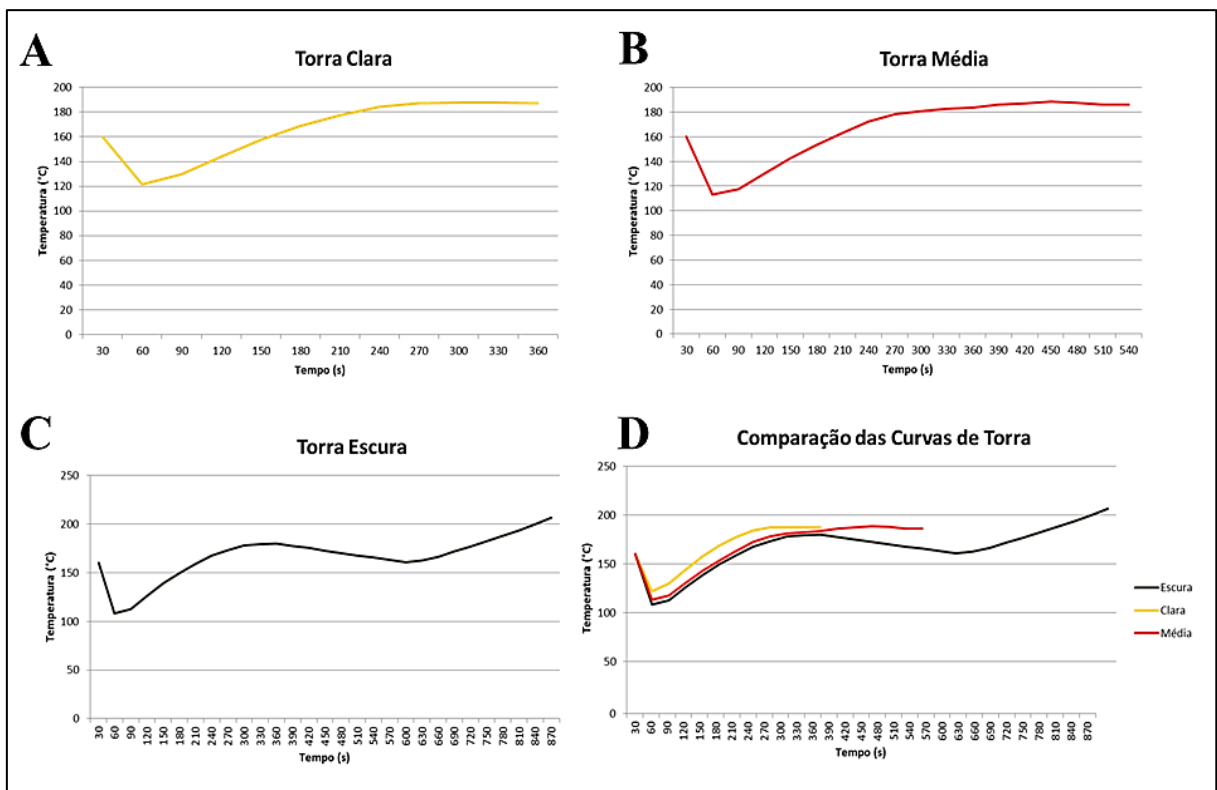 A
Torra Clara
Temperatura (°C)
200
180
160
140
120
100
80
60
40
20
0
30 60 90 120 150 180 210 240 270 300 330 360
Tempo (s)
B
Torra Média
Temperatura (°C)
200
180
160
140
120
100
80
60
40
20
0
30 60 90 120 150 180 210 240 270 300 330 360 390 420 450 480 510 540
Tempo (s)
C
Torra Escura
Temperatura (°C)
250
200
150
100
50
0
30 60 90 120 150 180 210 240 270 300 330 360 390 420 450 480 510 540 570 600 630 660 690 720 750 780 810 840 870
Tempo (s)
D
Comparação das Curvas de Torra
Temperatura (°C)
250
200
150
100
50
0
30 60 90 120 150 180 210 240 270 300 330 360 390 420 450 480 510 540 570 600 630 660 690 720 750 780 810 840 870
Tempo (s)
Escura
Clara
Média